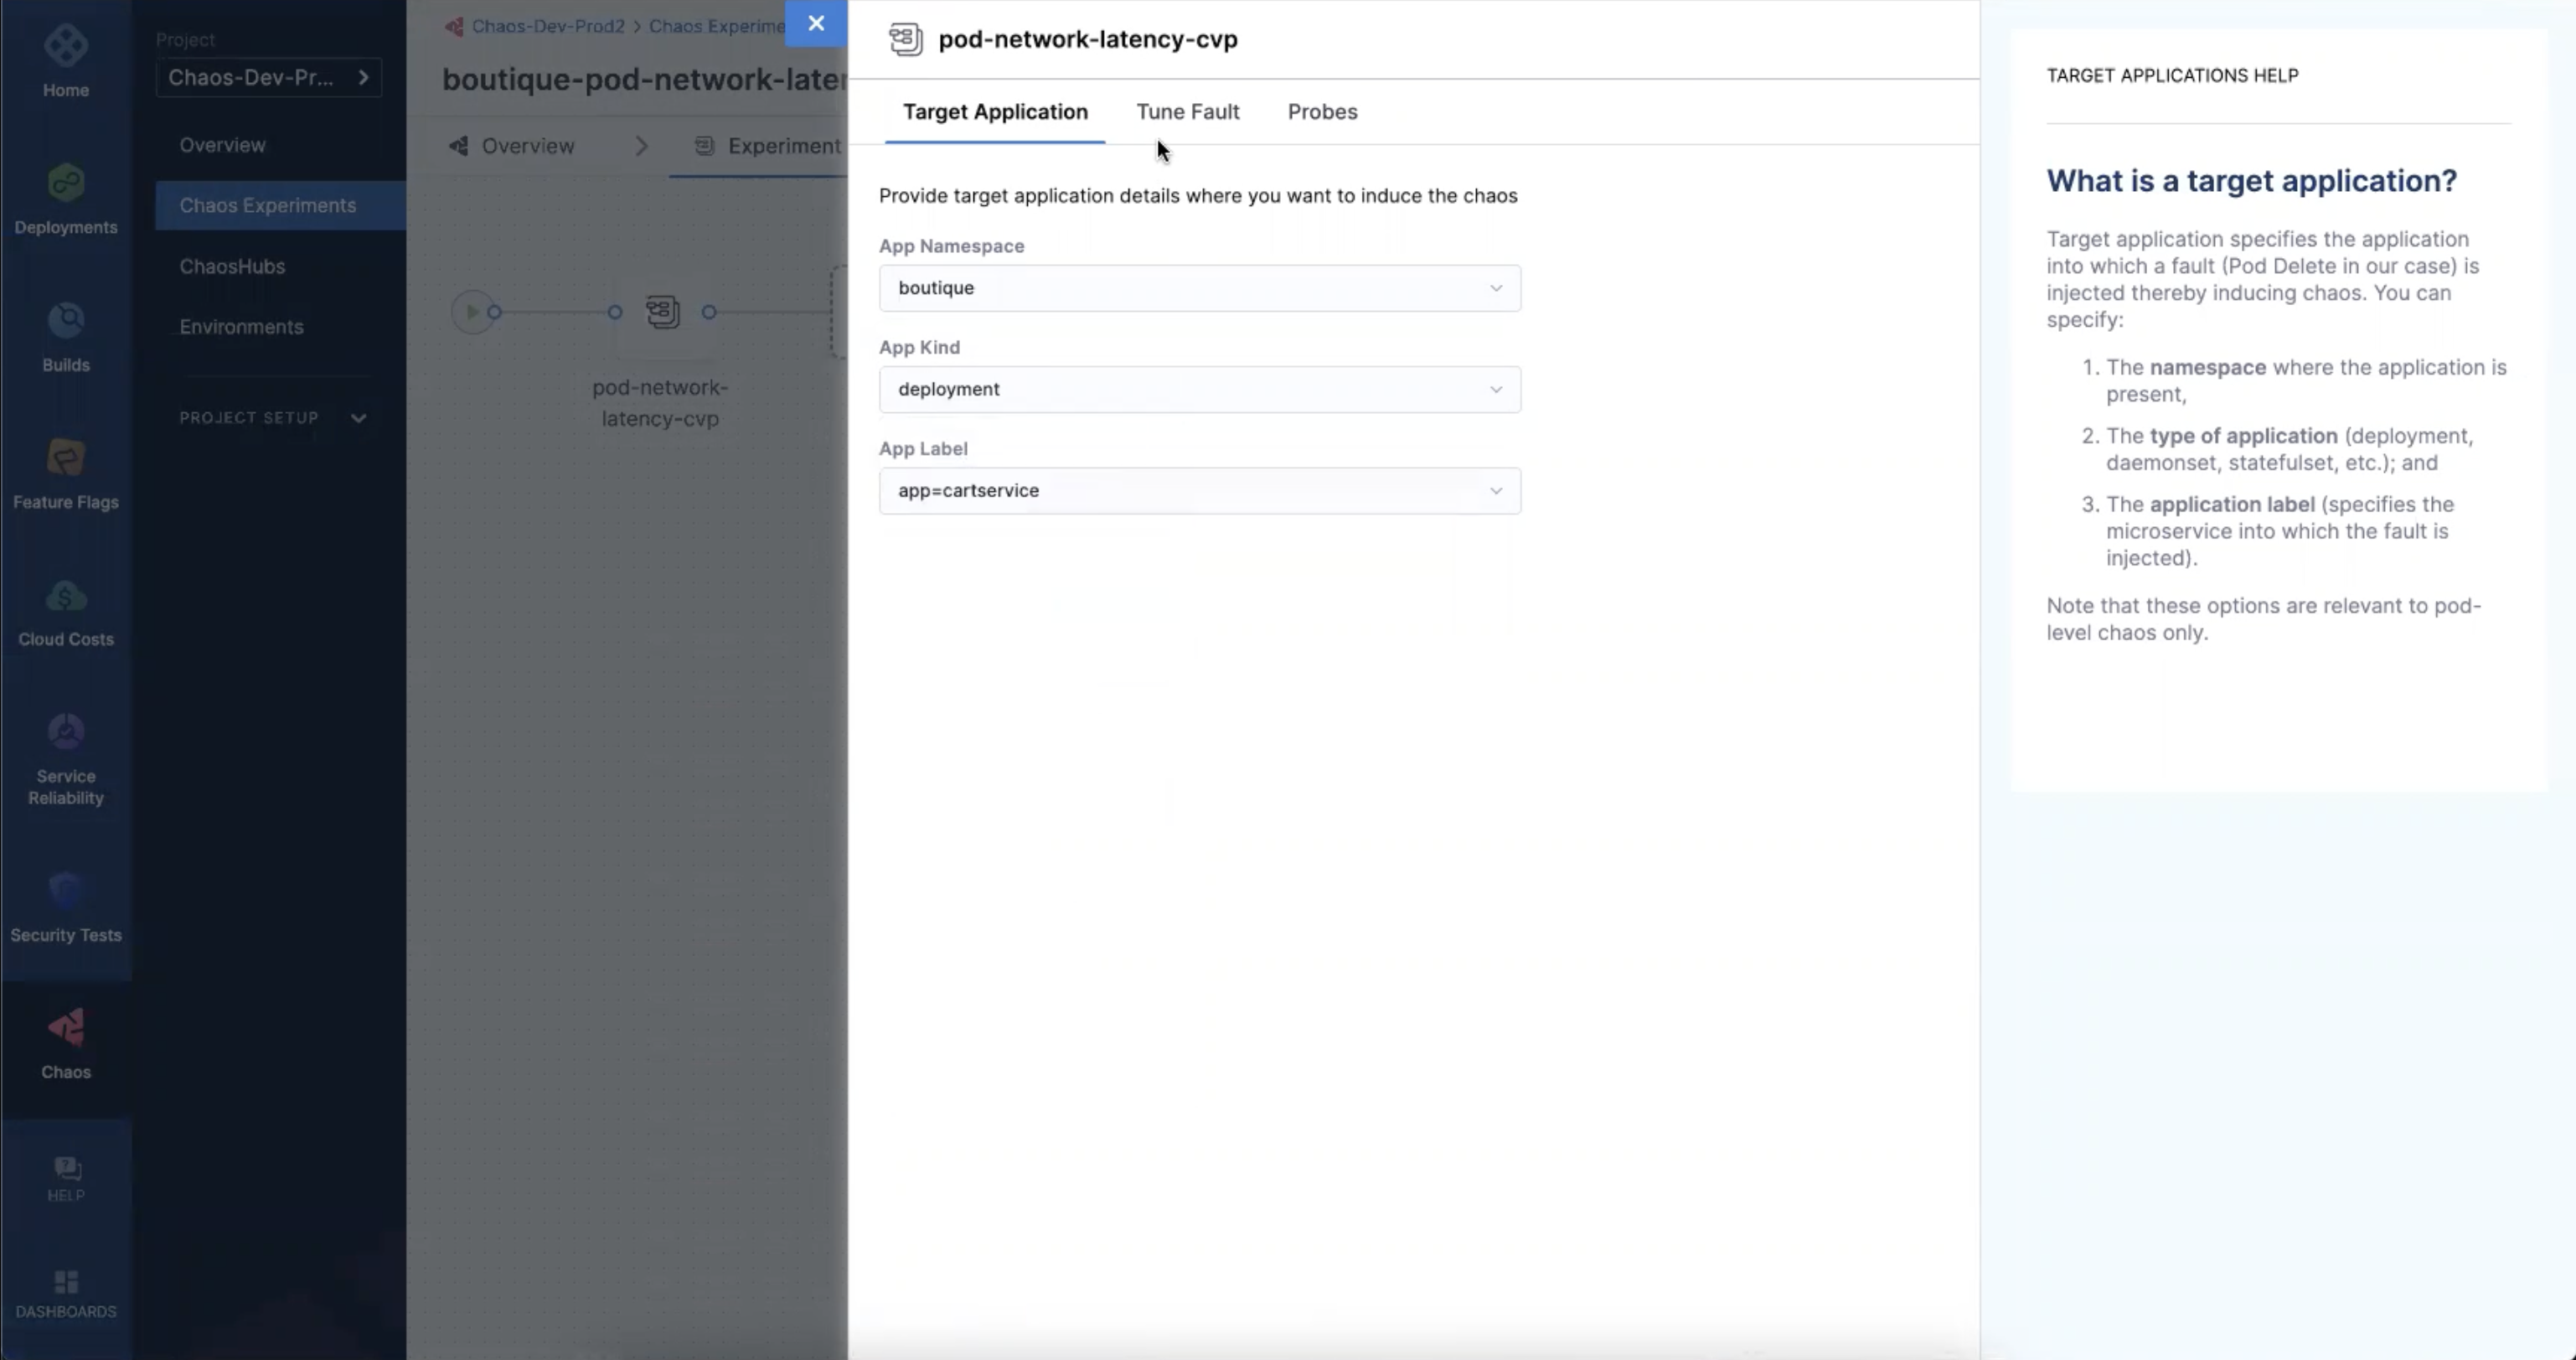 Home
Deployments
Builds
Feature Flags
Cloud Costs
Service
Reliability
Security Tests
Chaos
HELP
DASHBOARDS
Project
Chaos-Dev-Pr...
Overview
Chaos Experiments
ChaosHubs
Environments
PROJECT SETUP
Chaos-Dev-Prod2 > Chaos Experime
boutique-pod-network-later
Overview
Experiment
pod-network-
latency-cvp
pod-network-latency-cvp
Target Application
Tune Fault
Probes
Provide target application details where you want to induce the chaos
App Namespace
boutique
App Kind
deployment
App Label
app=cartservice
TARGET APPLICATIONS HELP
What is a target application?
Target application specifies the application
into which a fault (Pod Delete in our case) is
injected thereby inducing chaos. You can
specify:
1. The namespace where the application is
present,
2. The type of application (deployment,
daemonset, statefulset, etc.); and
3. The application label (specifies the
microservice into which the fault is
injected).
Note that these options are relevant to pod-
level chaos only.